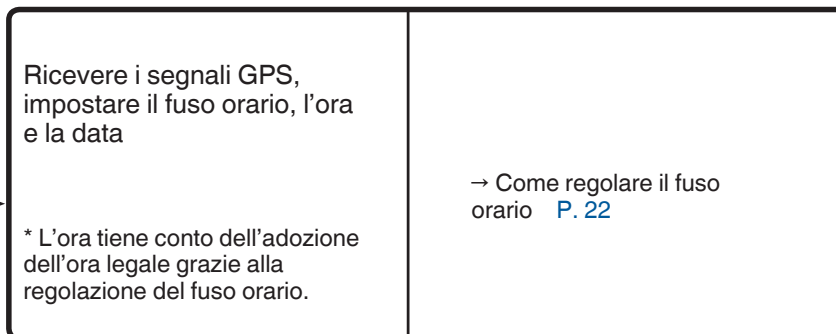 Ricevere i segnali GPS,
impostare il fuso orario, l'ora
e la data
* L'ora tiene conto dell'adozione
dell'ora legale grazie alla
regolazione del fuso orario.
→ Come regolare il fuso
orario P. 22